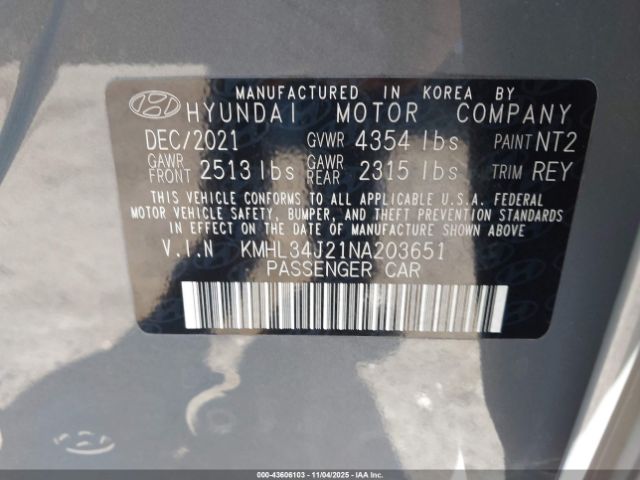 MANUFACTURED IN KOREA BY
HYUNDAI MOTOR COMPANY
DEC/2021 GVWR 4354 lbs PAINT NT2
GAWR FRONT 2513 lbs GAWR REAR 2315 lbs TRIM REY
THIS VEHICLE CONFORMS TO ALL APPLICABLE U.S.A. FEDERAL
MOTOR VEHICLE SAFETY, BUMPER, AND THEFT PREVENTION
STANDARDS IN EFFECT ON THE DATE OF MANUFACTURE SHOWN ABOVE
V.I.N KMHL34J21NA203651
PASSENGER CAR
000-43606103 - 11/04/2025 - IAAI.COM